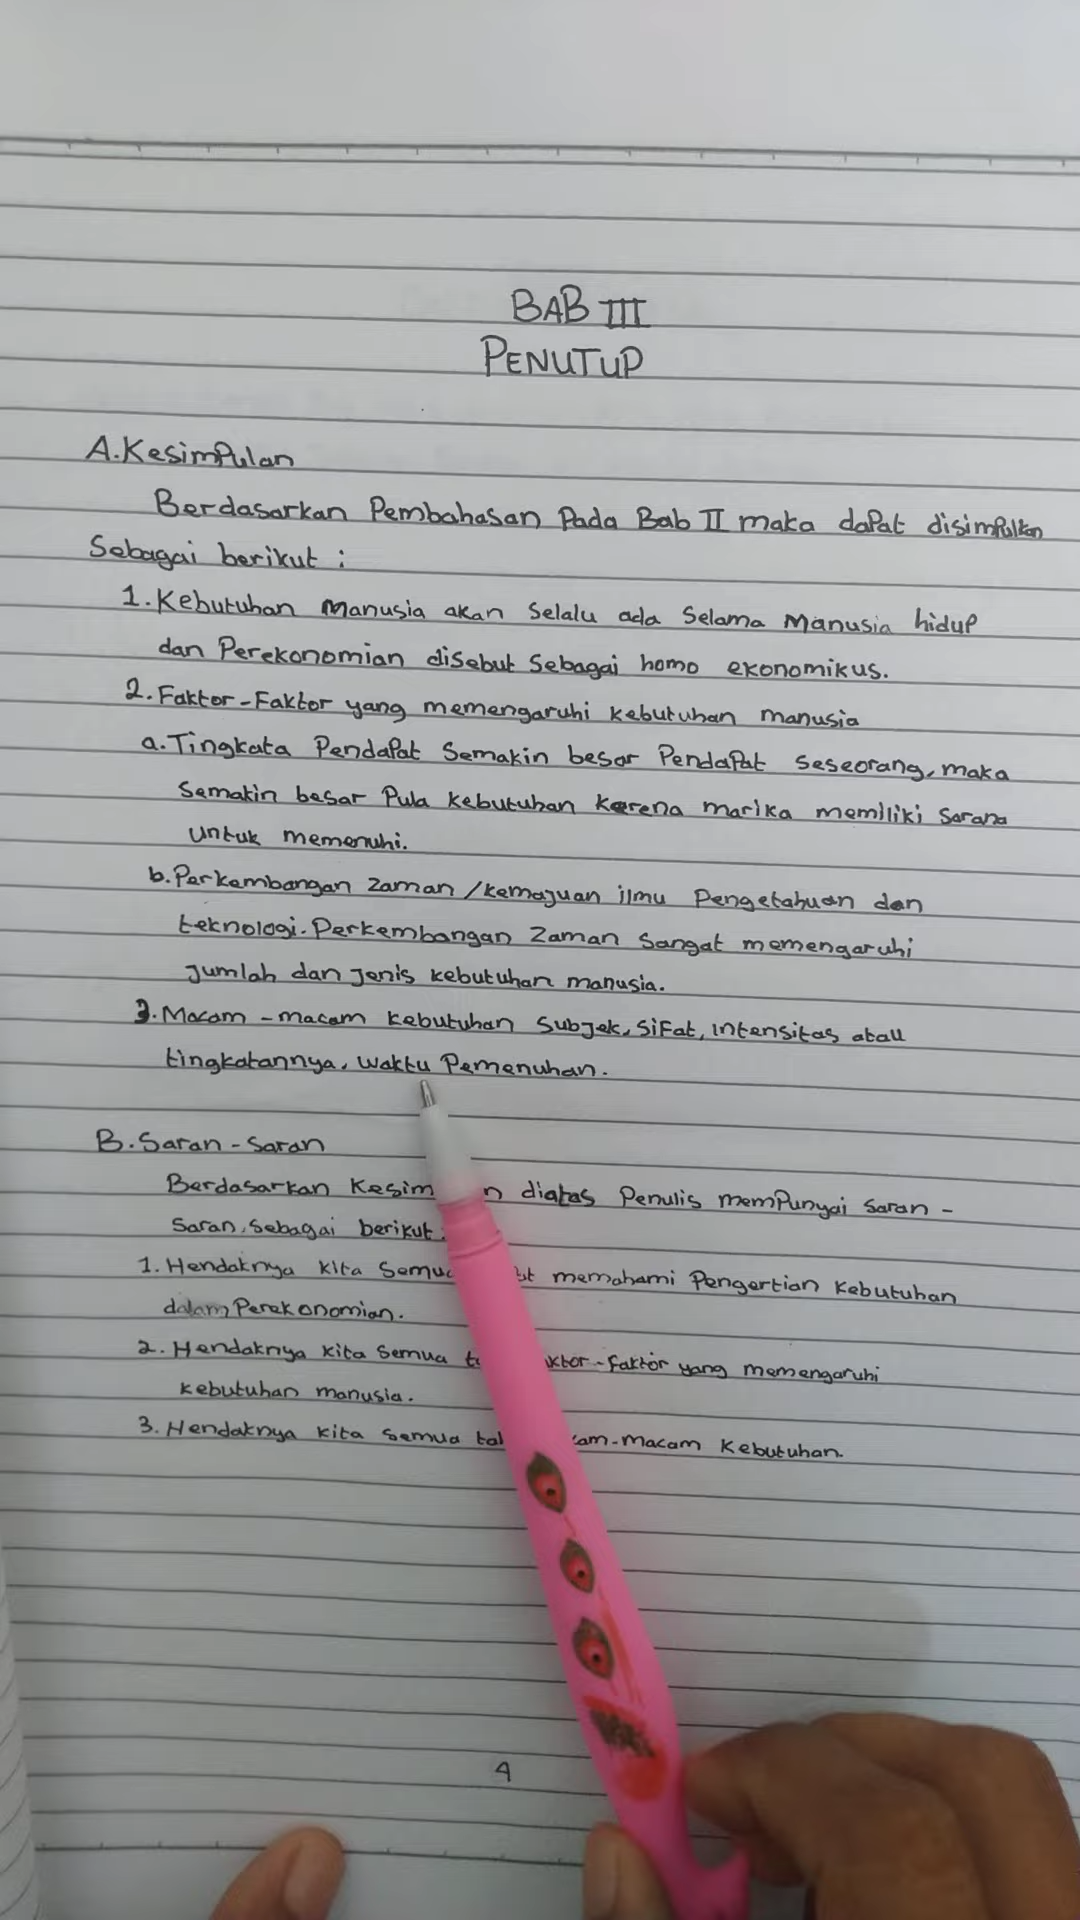 BAB III
PENUTUP
A. Kesimpulan
Berdasarkan Pembahasan Pada Bab II maka dapat disimpulkan
Sebagai berikut :
1. Kebutuhan manusia akan selalu ada selama manusia hidup
dan Perekonomian disebut sebagai homo ekonomikus.
2. Faktor-Faktor yang memengaruhi kebutuhan manusia
a. Tingkata Pendapat Semakin besar Pendapat seseorang, maka
Semakin besar Pula kebutuhan karena marika memiliki sarana
untuk memenuhi.
b. Perkembangan zaman /kemajuan ilmu Pengetahuan dan
teknologi. Perkembangan Zaman Sangat memengaruhi
Jumlah dan Jenis kebutuhan manusia.
3. Macam-macam kebutuhan subjek, siFat, intensitas atau
tingkatannya, waktu Pemenuhan.
B. Saran-saran
Berdasarkan diatas Penulis memPunyai saran-
Saran, sebagai berikut:
1. Hendaknya kita memahami Pengertian kebutuhan
dalam Perekonomian.
2. Hendaknya kita semua -faktor yang memengaruhi
kebutuhan manusia.
3. Hendaknya kita semua -macam kebutuhan.
4